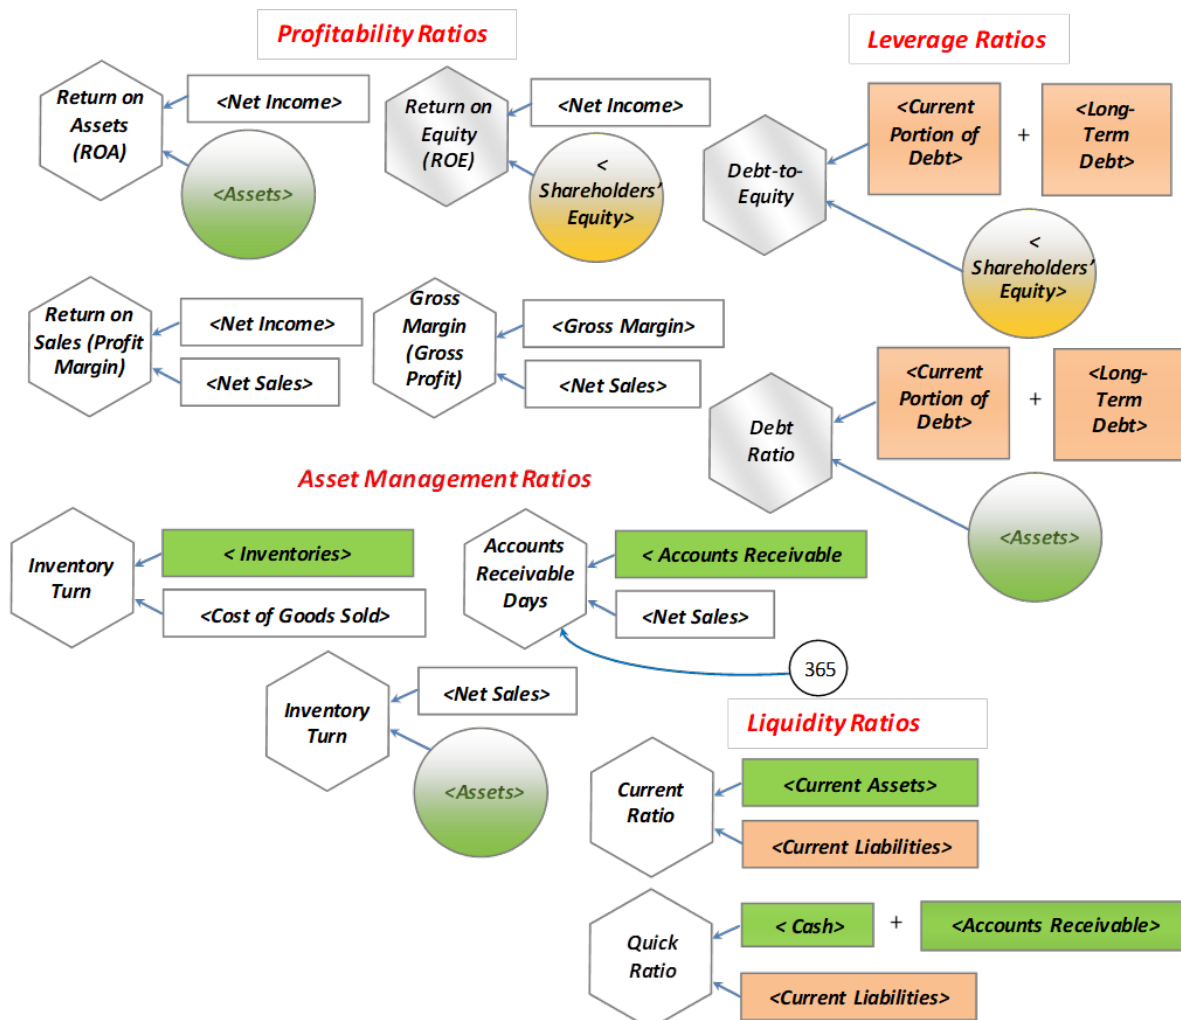 Profitability Ratios
Return on
Assets
(ROA)
<Net Income>
<Assets>
Return on
Equity
(ROE)
<Net Income>
<
Shareholders’
Equity>
Return on
Sales (Profit
Margin)
<Net Income>
<Net Sales>
Gross
Margin
(Gross
Profit)
<Gross Margin>
<Net Sales>
Leverage Ratios
Debt-to-
Equity
<Current
Portion of
Debt>
+
<Long-
Term
Debt>
<
Shareholders’
Equity>
Debt
Ratio
<Current
Portion of
Debt>
+
<Long-
Term
Debt>
<Assets>
Asset Management Ratios
Inventory
Turn
< Inventories>
<Cost of Goods Sold>
Accounts
Receivable
Days
< Accounts Receivable
<Net Sales>
365
Inventory
Turn
<Net Sales>
<Assets>
Liquidity Ratios
Current
Ratio
<Current Assets>
<Current Liabilities>
Quick
Ratio
< Cash>
+
<Accounts Receivable>
<Current Liabilities>